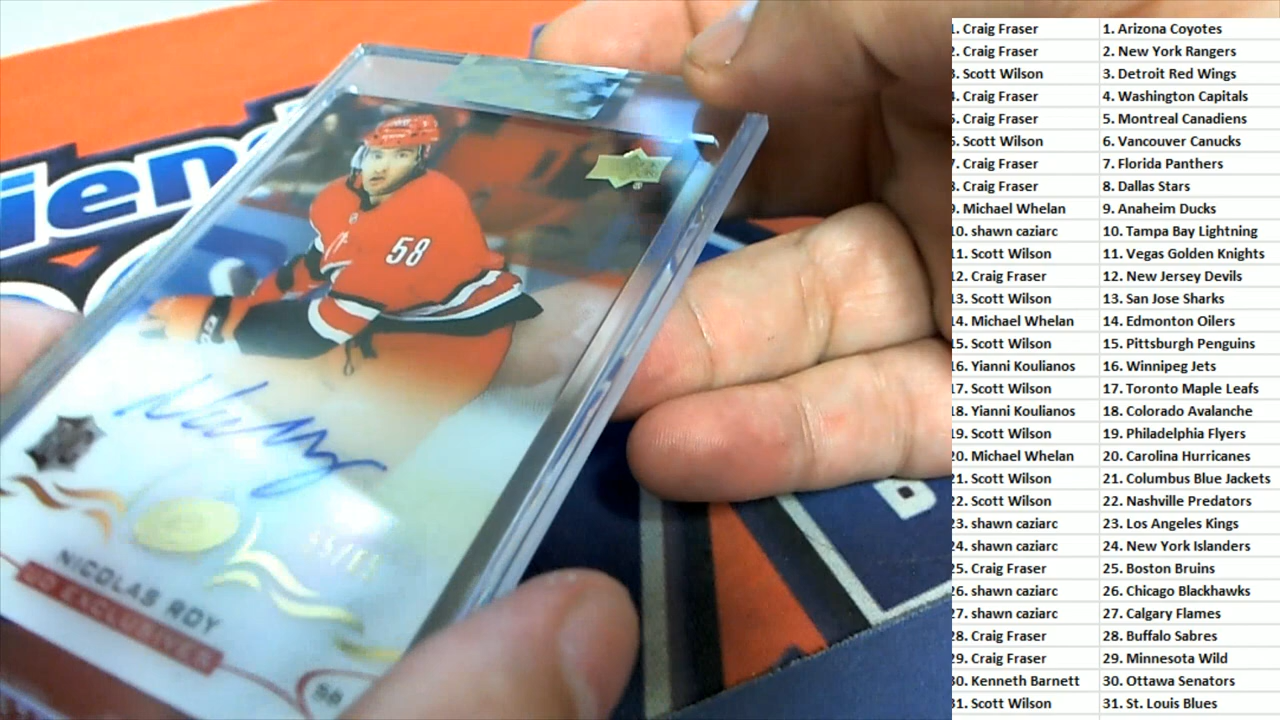 iend
58
NICOLAS ROY
UD EXCLUSIVES
58
1. Craig Fraser 1. Arizona Coyotes
2. Craig Fraser 2. New York Rangers
3. Scott Wilson 3. Detroit Red Wings
4. Craig Fraser 4. Washington Capitals
5. Craig Fraser 5. Montreal Canadiens
6. Scott Wilson 6. Vancouver Canucks
7. Craig Fraser 7. Florida Panthers
8. Craig Fraser 8. Dallas Stars
9. Michael Whelan 9. Anaheim Ducks
10. shawn caziarc 10. Tampa Bay Lightning
11. Scott Wilson 11. Vegas Golden Knights
12. Craig Fraser 12. New Jersey Devils
13. Scott Wilson 13. San Jose Sharks
14. Michael Whelan 14. Edmonton Oilers
15. Scott Wilson 15. Pittsburgh Penguins
16. Yianni Koulianos 16. Winnipeg Jets
17. Scott Wilson 17. Toronto Maple Leafs
18. Yianni Koulianos 18. Colorado Avalanche
19. Scott Wilson 19. Philadelphia Flyers
20. Michael Whelan 20. Carolina Hurricanes
21. Scott Wilson 21. Columbus Blue Jackets
22. Scott Wilson 22. Nashville Predators
23. shawn caziarc 23. Los Angeles Kings
24. shawn caziarc 24. New York Islanders
25. Craig Fraser 25. Boston Bruins
26. shawn caziarc 26. Chicago Blackhawks
27. shawn caziarc 27. Calgary Flames
28. Craig Fraser 28. Buffalo Sabres
29. Craig Fraser 29. Minnesota Wild
30. Kenneth Barnett 30. Ottawa Senators
31. Scott Wilson 31. St. Louis Blues